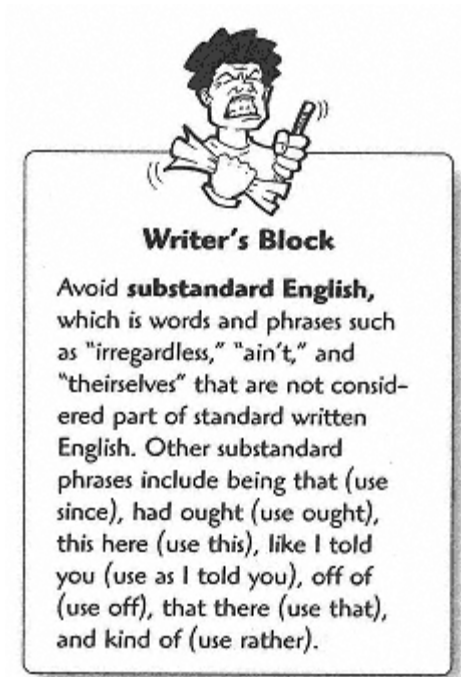 Writer's Block
Avoid substandard English,
which is words and phrases such
as "irregardless," "ain't," and
"theirselves" that are not consid-
ered part of standard written
English. Other substandard
phrases include being that (use
since), had ought (use ought),
this here (use this), like I told
you (use as I told you), off of
(use off), that there (use that),
and kind of (use rather).